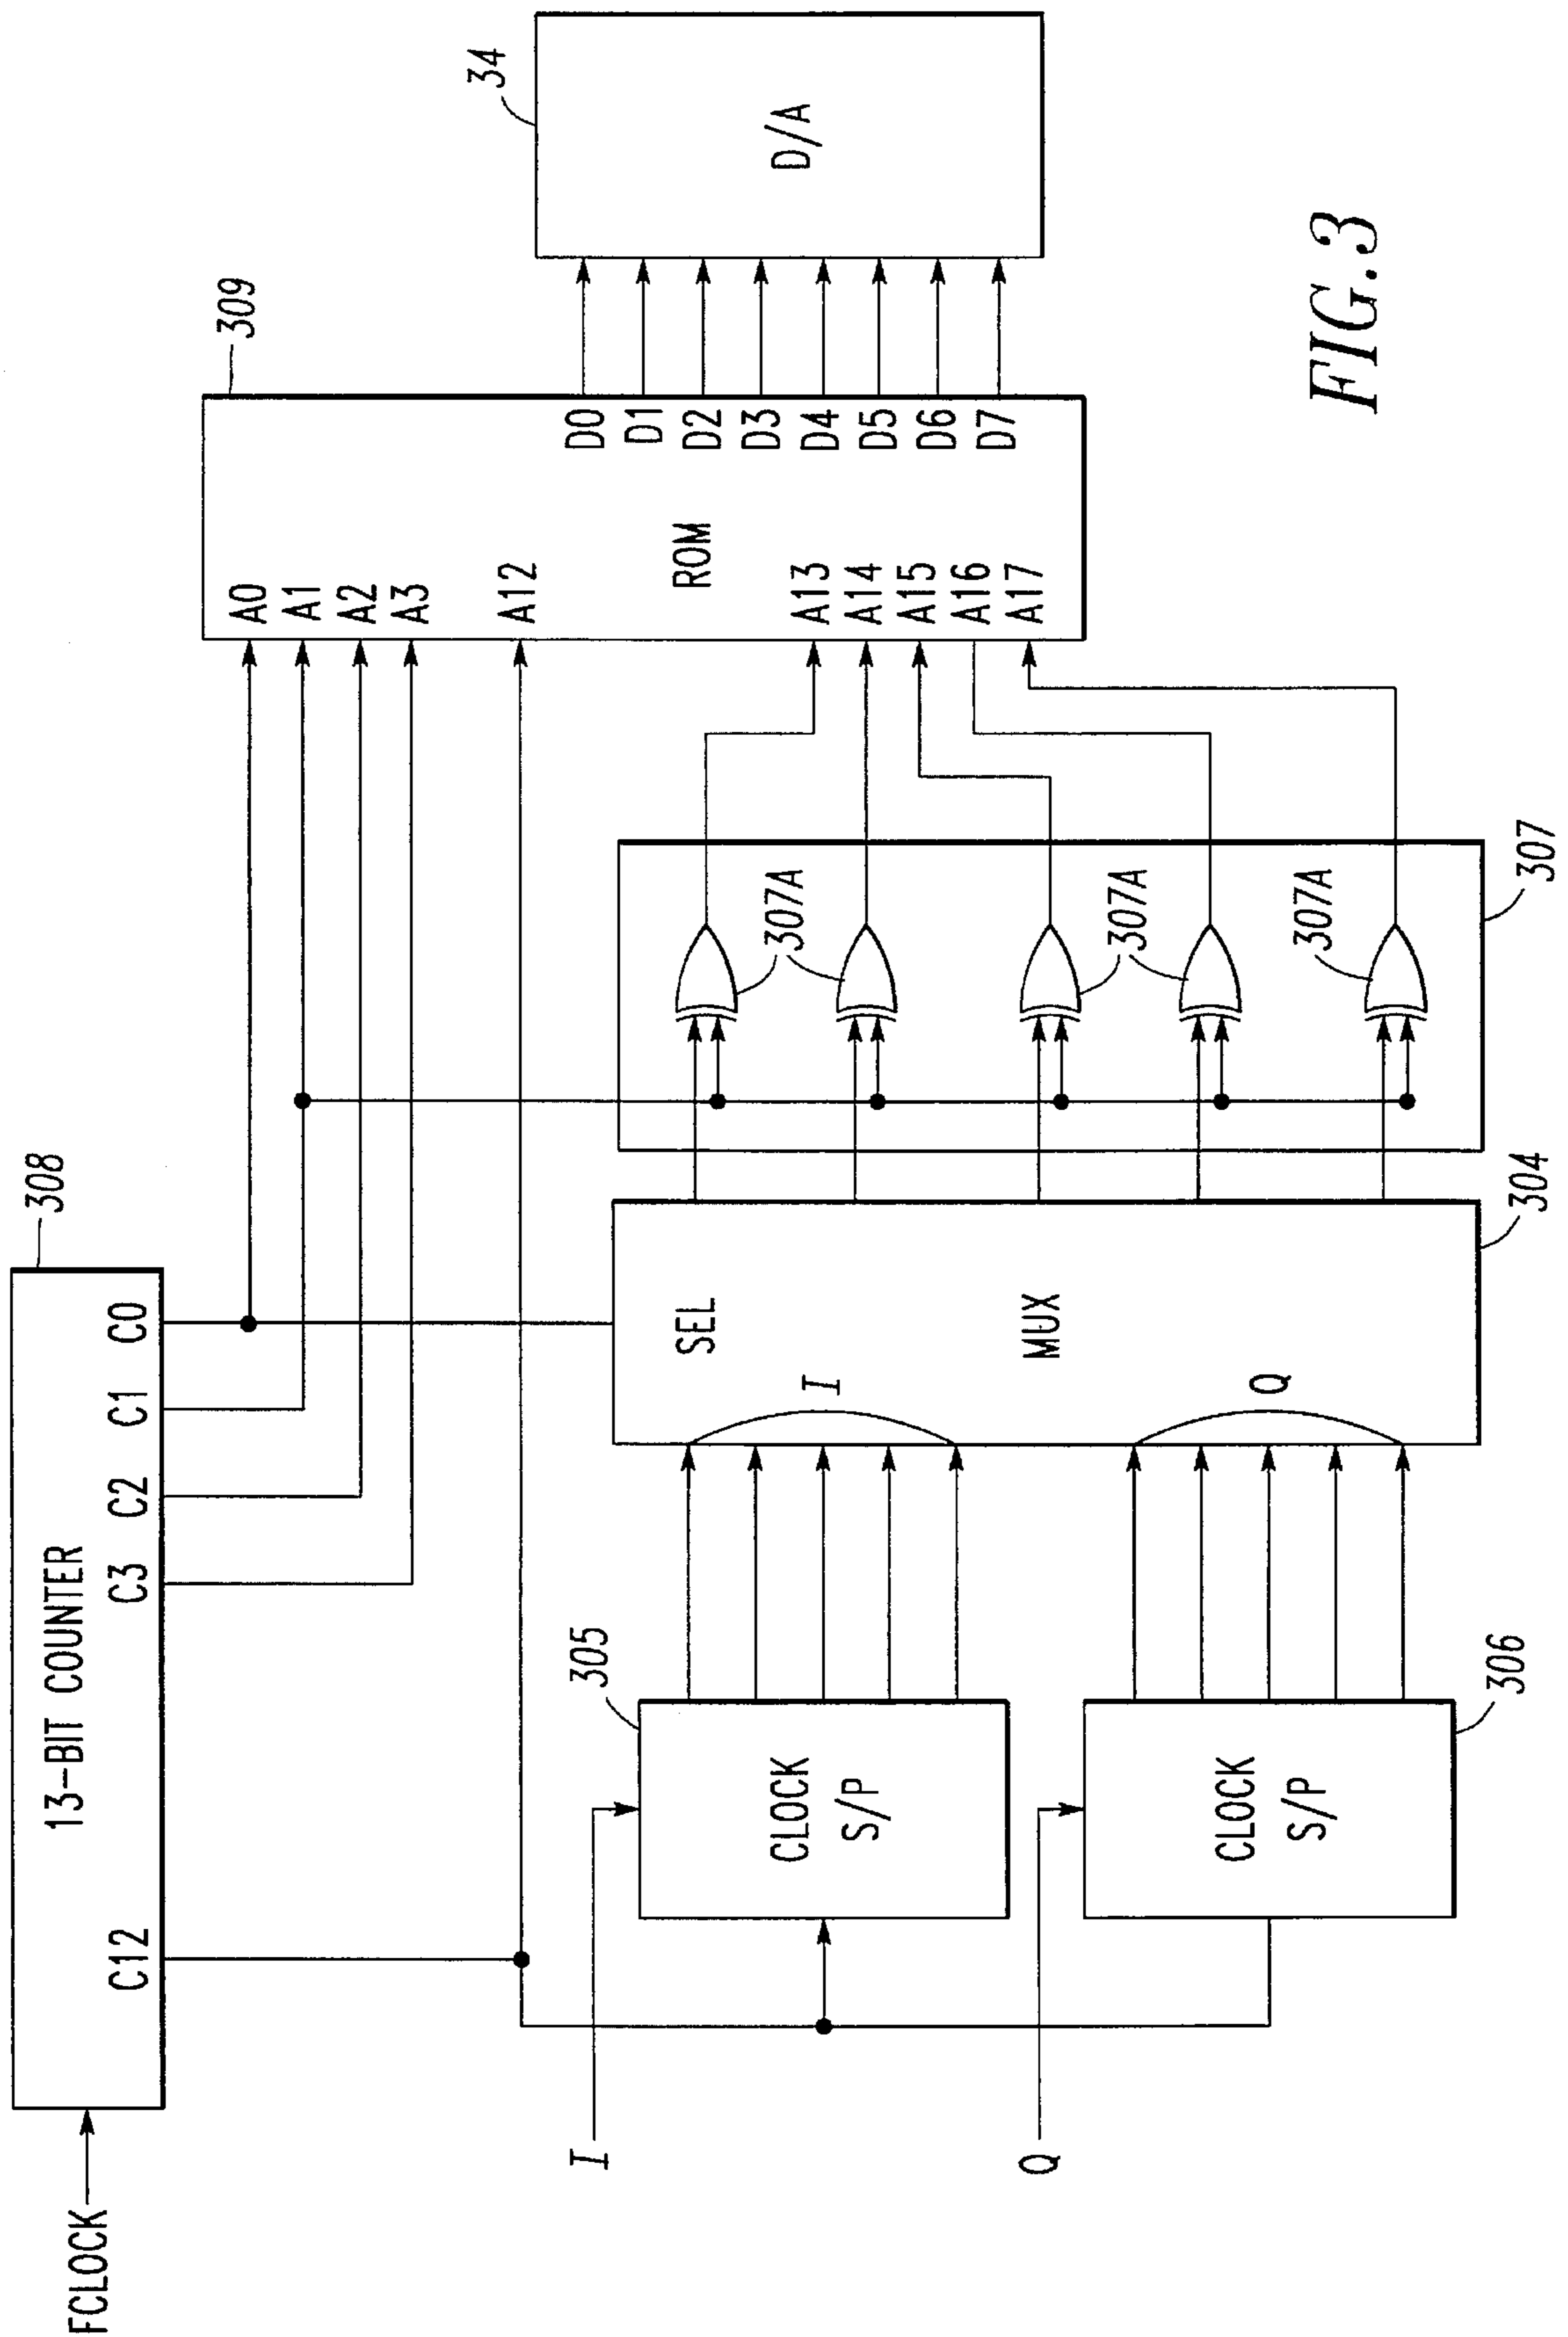 FCLOCK
13-BIT COUNTER
308
C12
C3
C2
C1
C0
I
Q
305
CLOCK
S/P
306
CLOCK
S/P
SEL
MUX
I
Q
304
307A
307A
307A
307
309
ROM
A0
A1
A2
A3
A12
A13
A14
A15
A16
A17
D0
D1
D2
D3
D4
D5
D6
D7
34
D/A
FIG.3